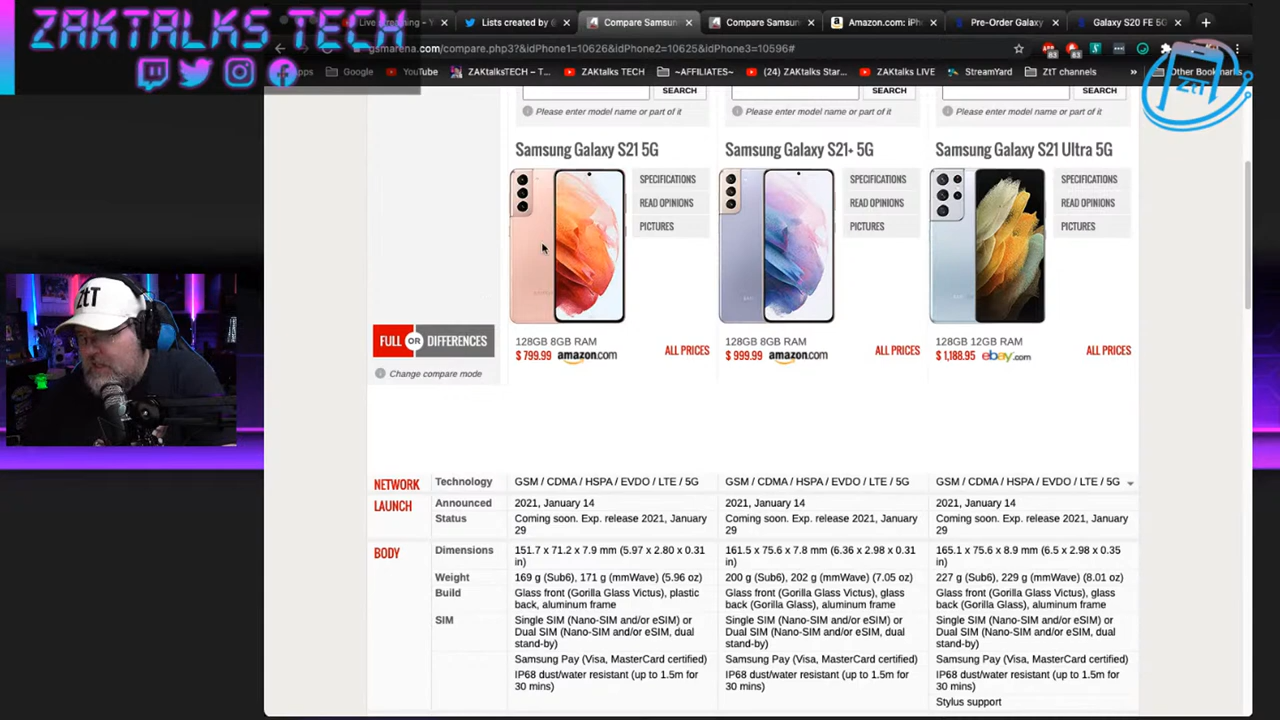 ZAKTALKS TECH
Live streaming - Y
Lists created by @
Compare Samsun
Compare Samsun
Amazon.com: iPh
Pre-Order Galaxy
Galaxy S20 FE 5G
gsmarena.com/compare.php3?&idPhone1=10626&idPhone2=10625&idPhone3=10596#
Google
YouTube
ZAKtalksTECH – T...
ZAKtalks TECH
~AFFILIATES~
(24) ZAKtalks Star...
ZAKtalks LIVE
StreamYard
ZtT channels
Other Bookmarks
ZtT
SEARCH
SEARCH
SEARCH
Please enter model name or part of it
Please enter model name or part of it
Please enter model name or part of it
Samsung Galaxy S21 5G
Samsung Galaxy S21+ 5G
Samsung Galaxy S21 Ultra 5G
SPECIFICATIONS
READ OPINIONS
PICTURES
SPECIFICATIONS
READ OPINIONS
PICTURES
SPECIFICATIONS
READ OPINIONS
PICTURES
ZtT
FULL OR DIFFERENCES
Change compare mode
128GB 8GB RAM
$ 799.99 amazon.com
ALL PRICES
128GB 8GB RAM
$ 999.99 amazon.com
ALL PRICES
128GB 12GB RAM
$ 1,188.95 ebay.com
ALL PRICES
NETWORK Technology GSM / CDMA / HSPA / EVDO / LTE / 5G GSM / CDMA / HSPA / EVDO / LTE / 5G GSM / CDMA / HSPA / EVDO / LTE / 5G
LAUNCH Announced 2021, January 14 2021, January 14 2021, January 14
Status Coming soon. Exp. release 2021, January Coming soon. Exp. release 2021, January Coming soon. Exp. release 2021, January
29 29 29
BODY Dimensions 151.7 x 71.2 x 7.9 mm (5.97 x 2.80 x 0.31 161.5 x 75.6 x 7.8 mm (6.36 x 2.98 x 0.31 165.1 x 75.6 x 8.9 mm (6.5 x 2.98 x 0.35
in) in) in)
Weight 169 g (Sub6), 171 g (mmWave) (5.96 oz) 200 g (Sub6), 202 g (mmWave) (7.05 oz) 227 g (Sub6), 229 g (mmWave) (8.01 oz)
Build Glass front (Gorilla Glass Victus), plastic Glass front (Gorilla Glass Victus), glass Glass front (Gorilla Glass Victus), glass
back, aluminum frame back (Gorilla Glass), aluminum frame back (Gorilla Glass), aluminum frame
SIM Single SIM (Nano-SIM and/or eSIM) or Single SIM (Nano-SIM and/or eSIM) or Single SIM (Nano-SIM and/or eSIM) or
Dual SIM (Nano-SIM and/or eSIM, dual Dual SIM (Nano-SIM and/or eSIM, dual Dual SIM (Nano-SIM and/or eSIM, dual
stand-by) stand-by) stand-by)
Samsung Pay (Visa, MasterCard certified) Samsung Pay (Visa, MasterCard certified) Samsung Pay (Visa, MasterCard certified)
IP68 dust/water resistant (up to 1.5m for IP68 dust/water resistant (up to 1.5m for IP68 dust/water resistant (up to 1.5m for
30 mins) 30 mins) 30 mins)
Stylus support